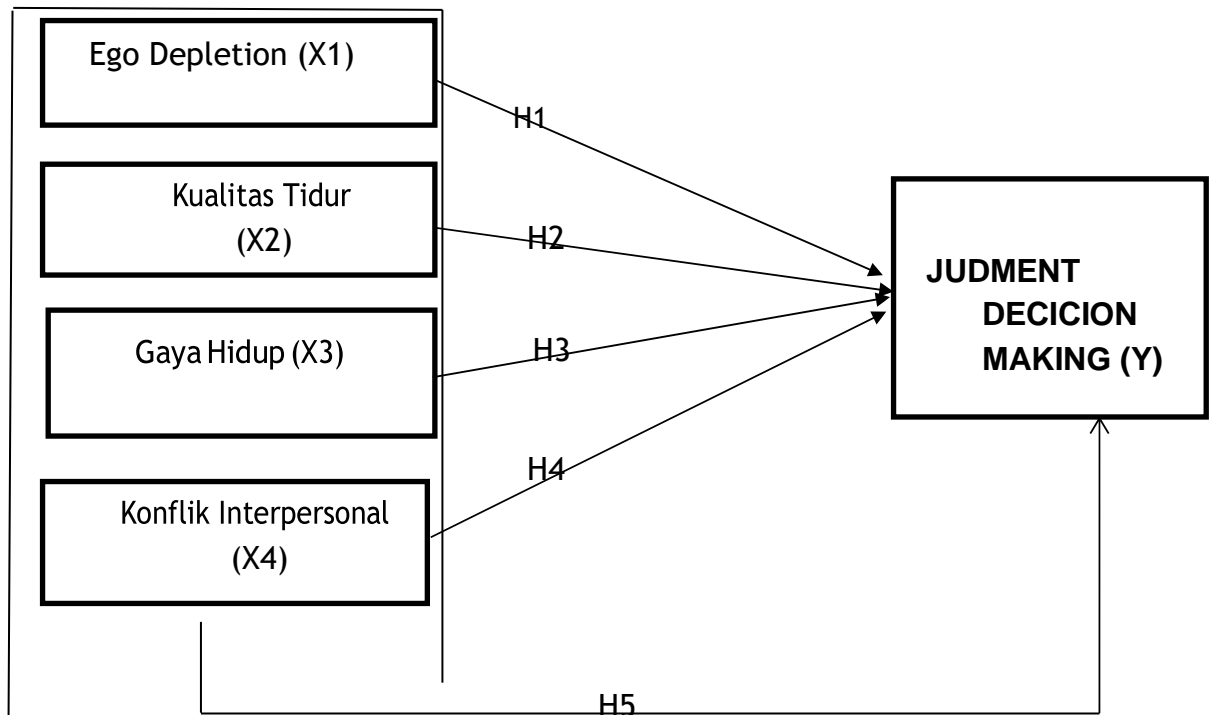 Ego Depletion (X1)
H1
Kualitas Tidur
(X2)
H2
JUDMENT
DECICION
MAKING (Y)
Gaya Hidup (X3)
H3
H4
Konflik Interpersonal
(X4)
H5